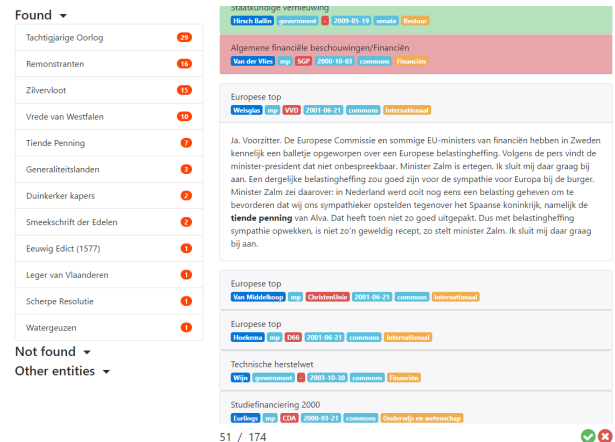 Found
Tachtigjarige Oorlog 29
Remonstranten 16
Zilvervloot 15
Vrede van Westfalen 10
Tiende Penning 7
Generaliteitslanden 3
Duinkerker kapers 2
Smeekschrift der Edelen 2
Eeuwig Edict (1577) 1
Leger van Vlaanderen 1
Scherpe Resolutie 1
Watergeuzen 1
Not found
Other entities
Staatkundige vernieuwing
Hirsch Ballin government - 2009-05-19 senate Bestuur
Algemene financiële beschouwingen/Financiën
Van der Vlies mp SGP 2000-10-03 commons Financiën
Europese top
Weisglas mp VVD 2001-06-21 commons Internationaal
Ja. Voorzitter. De Europese Commissie en sommige EU-ministers van financiën hebben in Zweden
kennelijk een balletje opgeworpen over een Europese belastingheffing. Volgens de pers vindt de
minister-president dat niet onbespreekbaar. Minister Zalm is ertegen. Ik sluit mij daar graag bij
aan. Een dergelijke belastingheffing zou goed zijn voor de sympathie voor Europa bij de burger.
Minister Zalm zei daarover: in Nederland werd ooit nog eens een belasting geheven om te
bevorderen dat wij ons sympathieker opstelden tegenover het Spaanse koninkrijk, namelijk de
tiende penning van Alva. Dat heeft toen niet zo goed uitgepakt. Dus met belastingheffing
sympathie opwekken, is niet zo'n geweldig recept, zo stelt minister Zalm. Ik sluit mij daar graag
bij aan.
Europese top
Van Middelkoop mp ChristenUnie 2001-06-21 commons Internationaal
Europese top
Hoekema mp D66 2001-06-21 commons Internationaal
Technische herstelwet
Wijn government - 2003-10-30 commons Financiën
Studiefinanciering 2000
Eurlings mp CDA 2000-03-21 commons Onderwijs en wetenschap
51 / 174